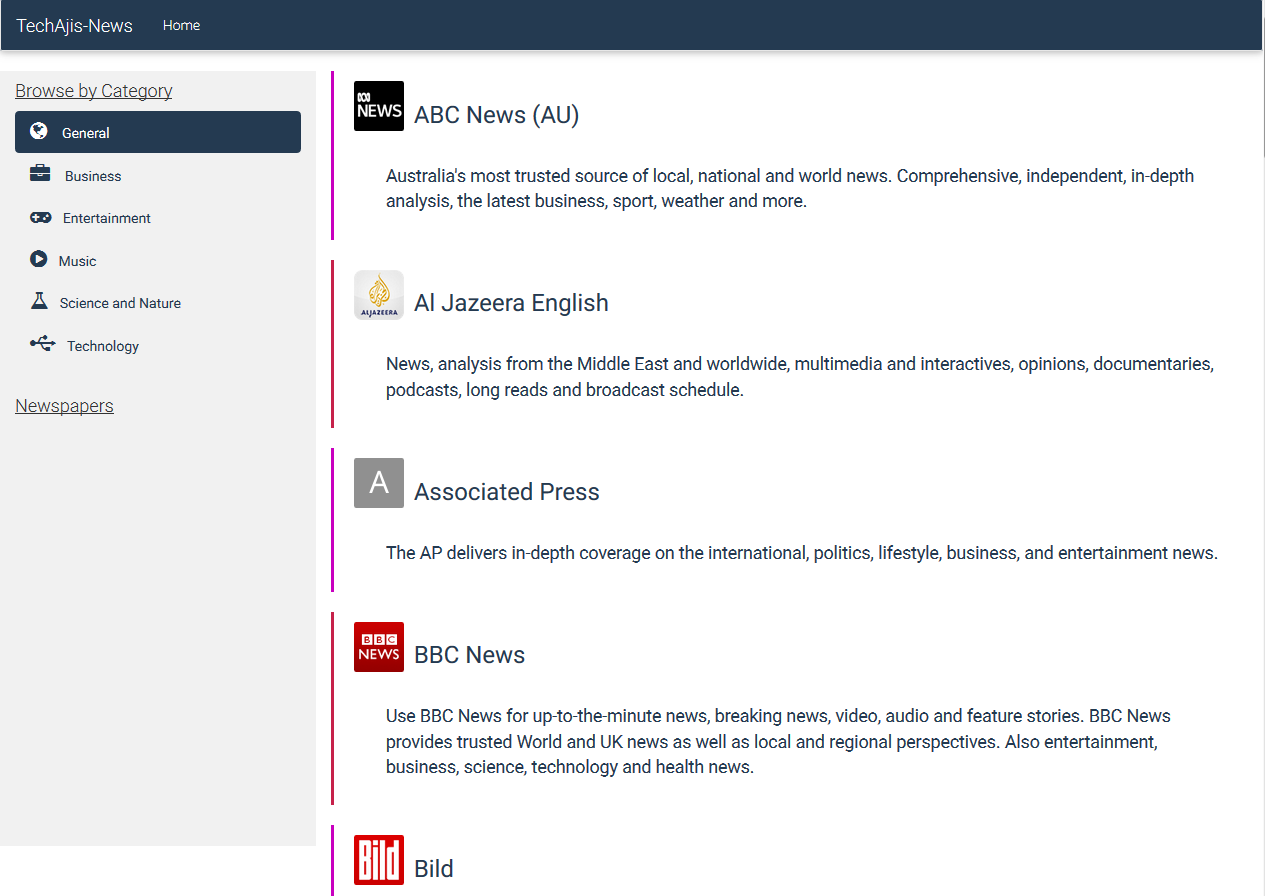 TechAjis-News Home
Browse by Category
General
Business
Entertainment
Music
Science and Nature
Technology
Newspapers
NEWS
ABC News (AU)
Australia's most trusted source of local, national and world news. Comprehensive, independent, in-depth
analysis, the latest business, sport, weather and more.
ALJAZEERA
Al Jazeera English
News, analysis from the Middle East and worldwide, multimedia and interactives, opinions, documentaries,
podcasts, long reads and broadcast schedule.
A
Associated Press
The AP delivers in-depth coverage on the international, politics, lifestyle, business, and entertainment news.
BBC
NEWS
BBC News
Use BBC News for up-to-the-minute news, breaking news, video, audio and feature stories. BBC News
provides trusted World and UK news as well as local and regional perspectives. Also entertainment,
business, science, technology and health news.
Bild
Bild